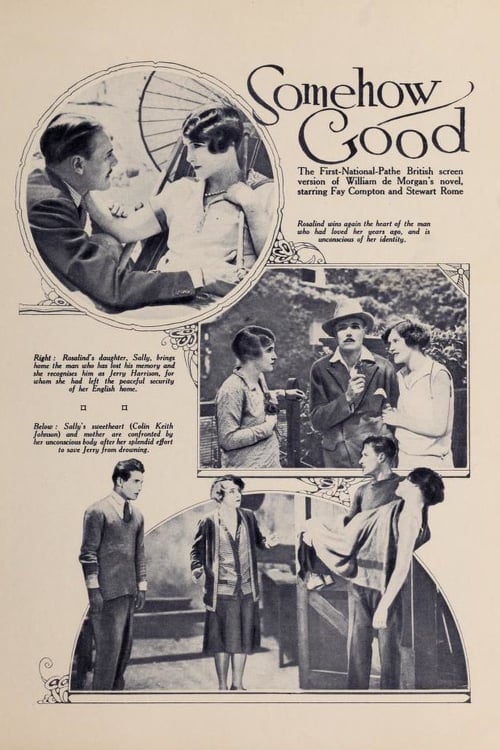 Somehow
Good
The First-National-Pathe British screen
version of William de Morgan's novel,
starring Fay Compton and Stewart Rome
Rosalind wins again the heart of the man
who had loved her years ago, and is
unconscious of her identity.
Right : Rosalind's daughter, Sally, brings
home the man who has lost his memory and
she recognises him as Jerry Harrison, for
whom she had left the peaceful security
of her English home.
Below : Sally's sweetheart (Colin Keith
Johnson) and mother are confronted by
her unconscious body after her splendid effort
to save Jerry from drowning.